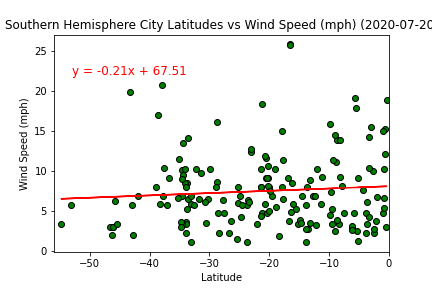 Southern Hemisphere City Latitudes vs Wind Speed (mph) (2020-07-20
y = -0.21x + 67.51
25
20
15
10
5
0
Wind Speed (mph)
−50 −40 −30 −20 −10 0
Latitude